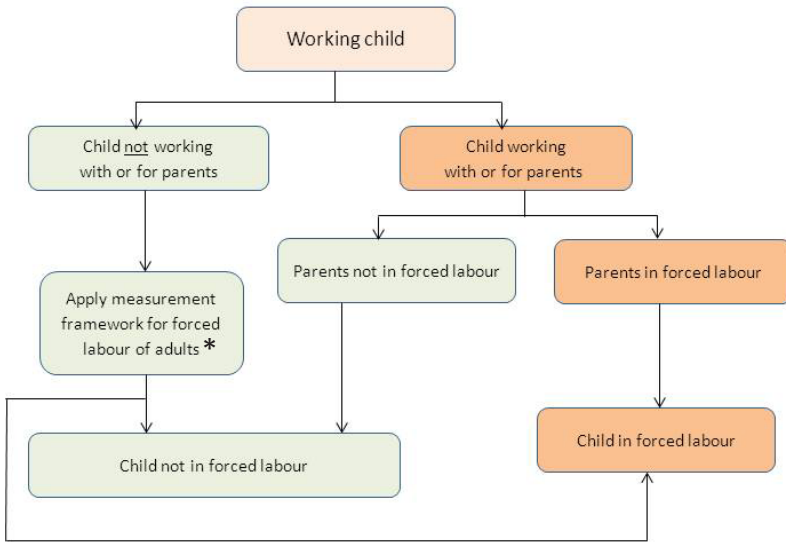 Working child
Child not working
with or for parents
Child working
with or for parents
Parents not in forced labour
Parents in forced labour
Apply measurement
framework for forced
labour of adults *
Child not in forced labour
Child in forced labour